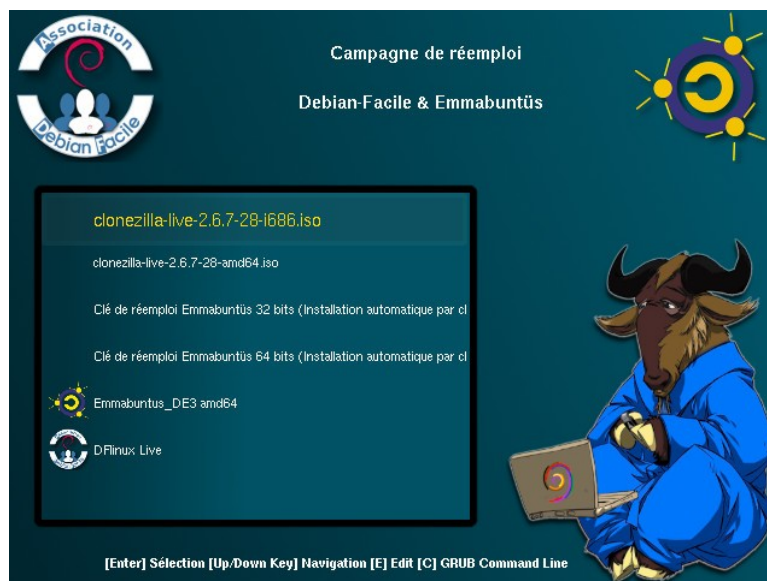 Association
Debian Facile
Campagne de réemploi
Debian-Facile & Emmabuntüs
clonezilla-live-2.6.7-28-i686.iso
clonezilla-live-2.6.7-28-amd64.iso
Clé de réemploi Emmabuntüs 32 bits (Installation automatique par cl
Clé de réemploi Emmabuntüs 64 bits (Installation automatique par cl
Emmabuntus_DE3 amd64
DFlinux Live
[Enter] Sélection [Up/Down Key] Navigation [E] Edit [C] GRUB Command Line